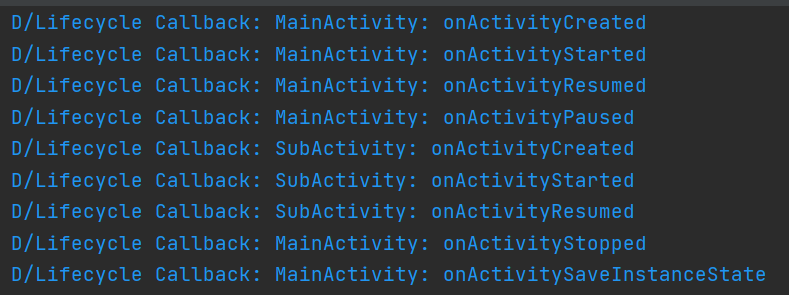 D/Lifecycle Callback: MainActivity: onActivityCreated
D/Lifecycle Callback: MainActivity: onActivityStarted
D/Lifecycle Callback: MainActivity: onActivityResumed
D/Lifecycle Callback: MainActivity: onActivityPaused
D/Lifecycle Callback: SubActivity: onActivityCreated
D/Lifecycle Callback: SubActivity: onActivityStarted
D/Lifecycle Callback: SubActivity: onActivityResumed
D/Lifecycle Callback: MainActivity: onActivityStopped
D/Lifecycle Callback: MainActivity: onActivitySaveInstanceState